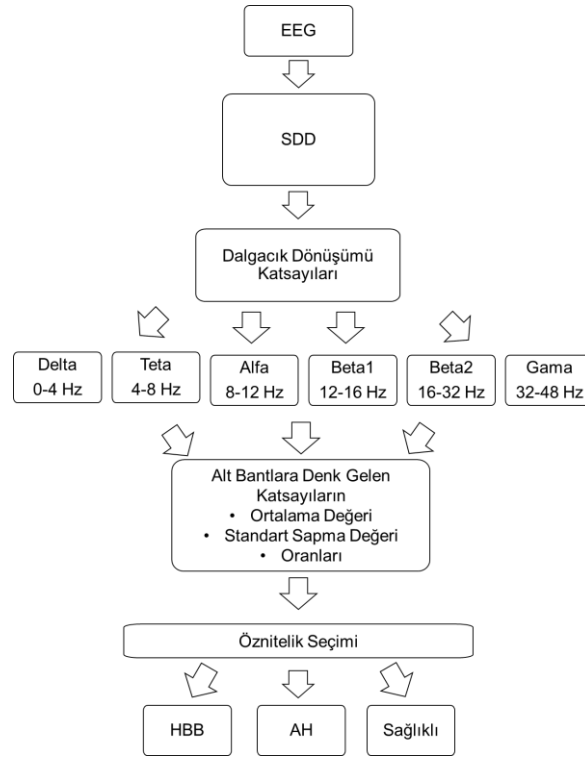 EEG
SDD
Dalgacık Dönüşümü
Katsayıları
Delta
0-4 Hz
Teta
4-8 Hz
Alfa
8-12 Hz
Beta1
12-16 Hz
Beta2
16-32 Hz
Gama
32-48 Hz
Alt Bantlara Denk Gelen
Katsayıların
• Ortalama Değeri
• Standart Sapma Değeri
• Oranları
Öznitelik Seçimi
HBB
AH
Sağlıklı